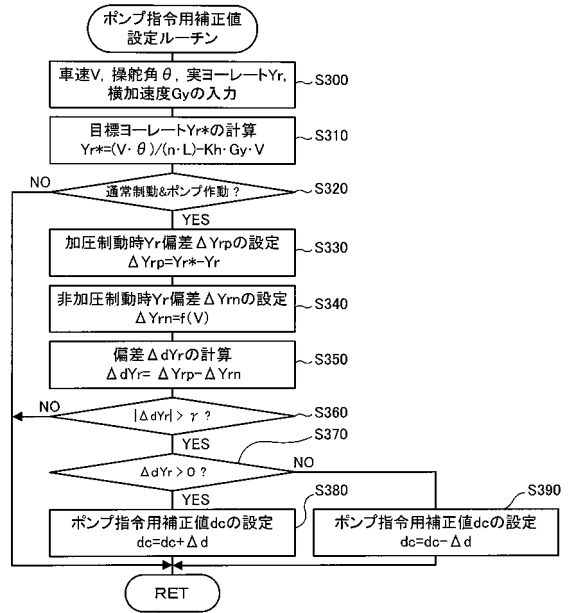 ポンプ指令用補正値
設定ルーチン
車速V, 操舵角θ, 実ヨーレートYr,
横加速度Gyの入力
S300
目標ヨーレートYr*の計算
Yr*=(V・θ)/(n・L)-Kh・Gy・V
S310
通常制動&ポンプ作動?
S320
NO
YES
加圧制動時Yr偏差ΔYrpの設定
ΔYrp=Yr*-Yr
S330
非加圧制動時Yr偏差ΔYrnの設定
ΔYrn=f(V)
S340
偏差ΔdYrの計算
ΔdYr= ΔYrp-ΔYrn
S350
|ΔdYr|> γ ?
S360
NO
YES
ΔdYr>0 ?
S370
NO
YES
ポンプ指令用補正値dcの設定
dc=dc+Δd
S380
ポンプ指令用補正値dcの設定
dc=dc-Δd
S390
RET